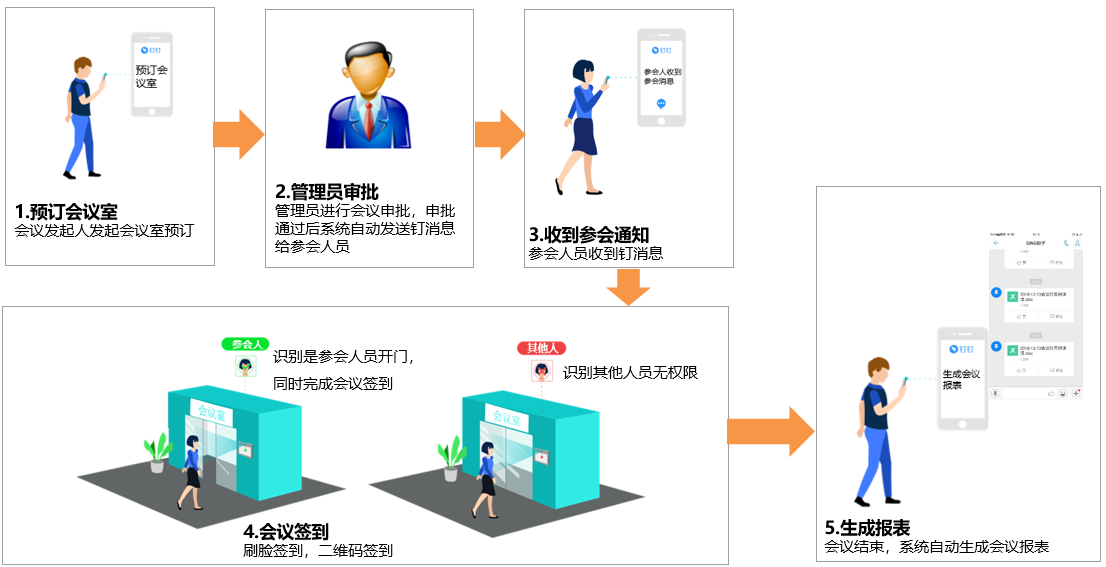 钉钉
预订会
议室
1.预订会议室
会议发起人发起会议室预订
2.管理员审批
管理员进行会议审批，审批
通过后系统自动发送钉消息
给参会人员
参会人收到
参会消息
3.收到参会通知
参会人员收到钉消息
参会人
识别是参会人员开门，
同时完成会议签到
会议室
其他人
识别其他人员无权限
会议室
4.会议签到
刷脸签到，二维码签到
钉钉
生成会议
报表
5.生成报表
会议结束，系统自动生成会议报表